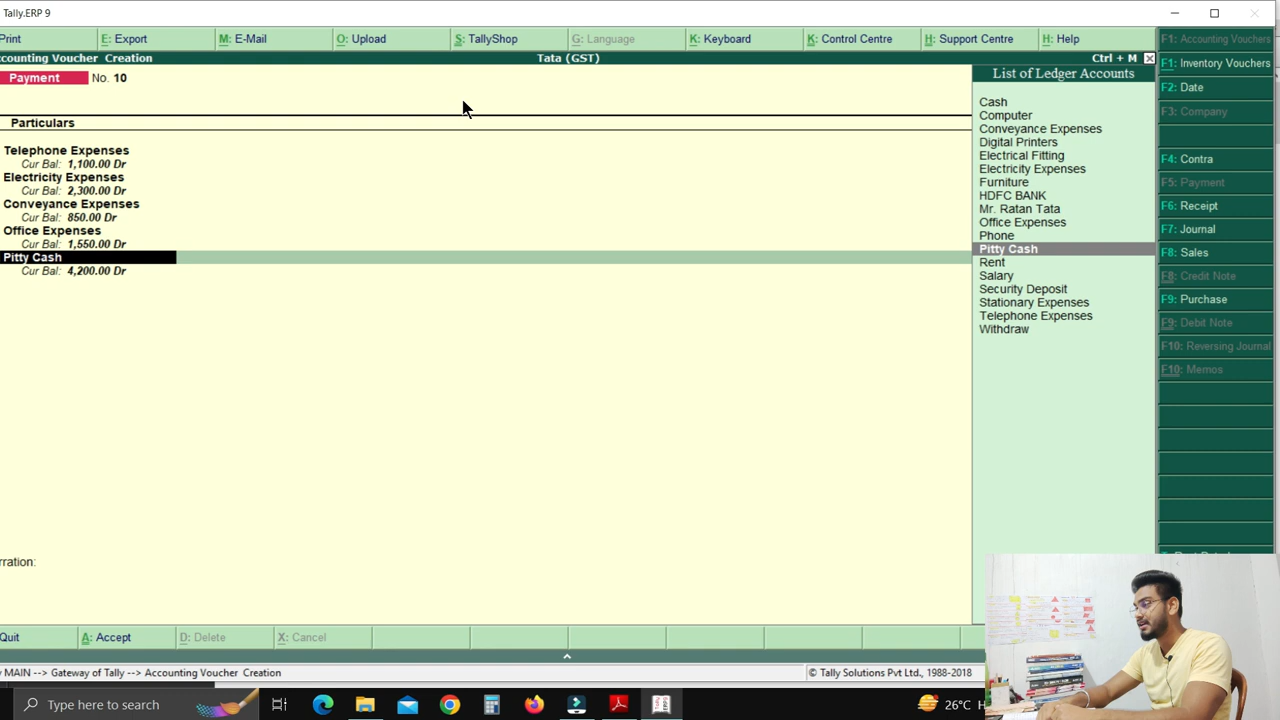 Tally.ERP 9
Print E: Export M: E-Mail O: Upload S: TallyShop G: Language K: Keyboard K: Control Centre H: Support Centre H: Help
ccounting Voucher Creation Tata (GST) Ctrl + M
Payment No. 10
Particulars
Telephone Expenses
Cur Bal: 1,100.00 Dr
Electricity Expenses
Cur Bal: 2,300.00 Dr
Conveyance Expenses
Cur Bal: 850.00 Dr
Office Expenses
Cur Bal: 1,550.00 Dr
Pitty Cash
Cur Bal: 4,200.00 Dr
rration:
List of Ledger Accounts
Cash
Computer
Conveyance Expenses
Digital Printers
Electrical Fitting
Electricity Expenses
Furniture
HDFC BANK
Mr. Ratan Tata
Office Expenses
Phone
Pitty Cash
Rent
Salary
Security Deposit
Stationary Expenses
Telephone Expenses
Withdraw
F1: Accounting Vouchers
F1: Inventory Vouchers
F2: Date
F3: Company
F4: Contra
F5: Payment
F6: Receipt
F7: Journal
F8: Sales
F8: Credit Note
F9: Purchase
F9: Debit Note
F10: Reversing Journal
F10: Memos
Quit A: Accept D: Delete X: Cancel
MAIN --> Gateway of Tally --> Accounting Voucher Creation © Tally Solutions Pvt Ltd., 1988-2018
Type here to search 26°C